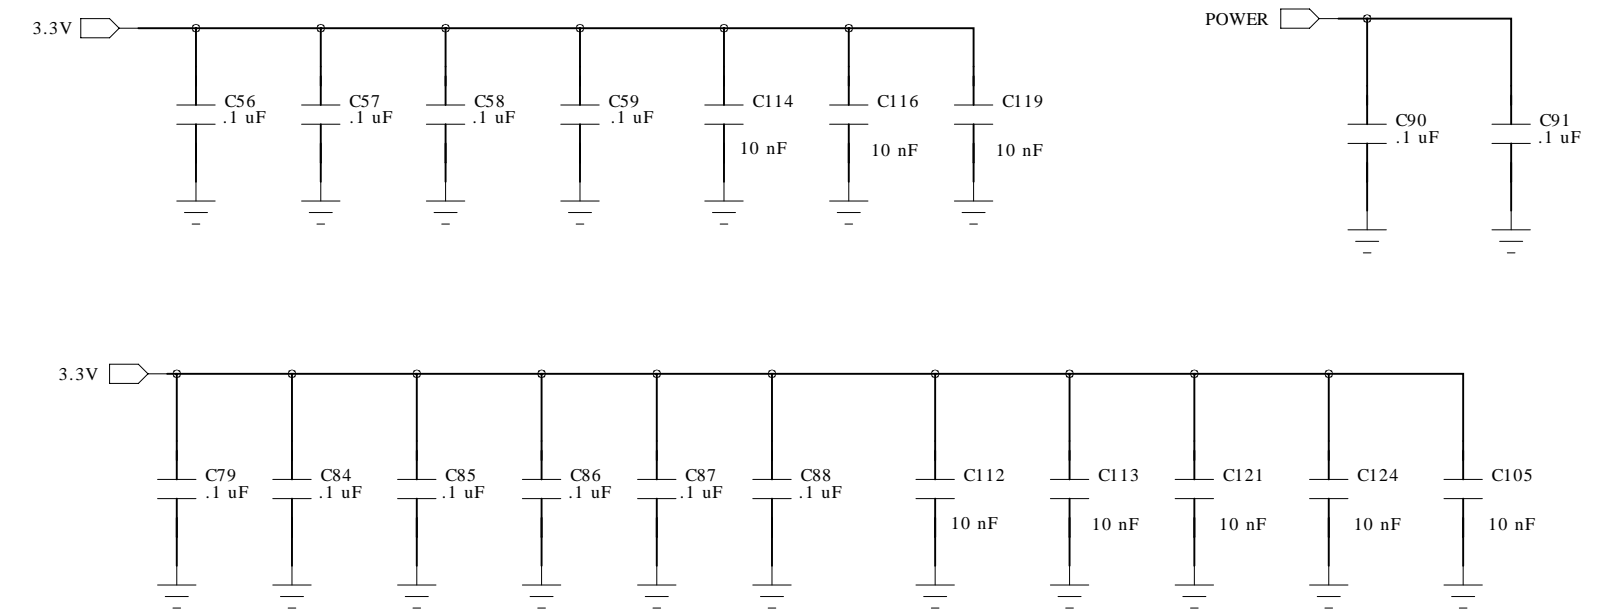 3.3V
POWER
C56
.1 uF
C57
.1 uF
C58
.1 uF
C59
.1 uF
C114
10 nF
C116
10 nF
C119
10 nF
C90
.1 uF
C91
.1 uF
3.3V
C79
.1 uF
C84
.1 uF
C85
.1 uF
C86
.1 uF
C87
.1 uF
C88
.1 uF
C112
10 nF
C113
10 nF
C121
10 nF
C124
10 nF
C105
10 nF